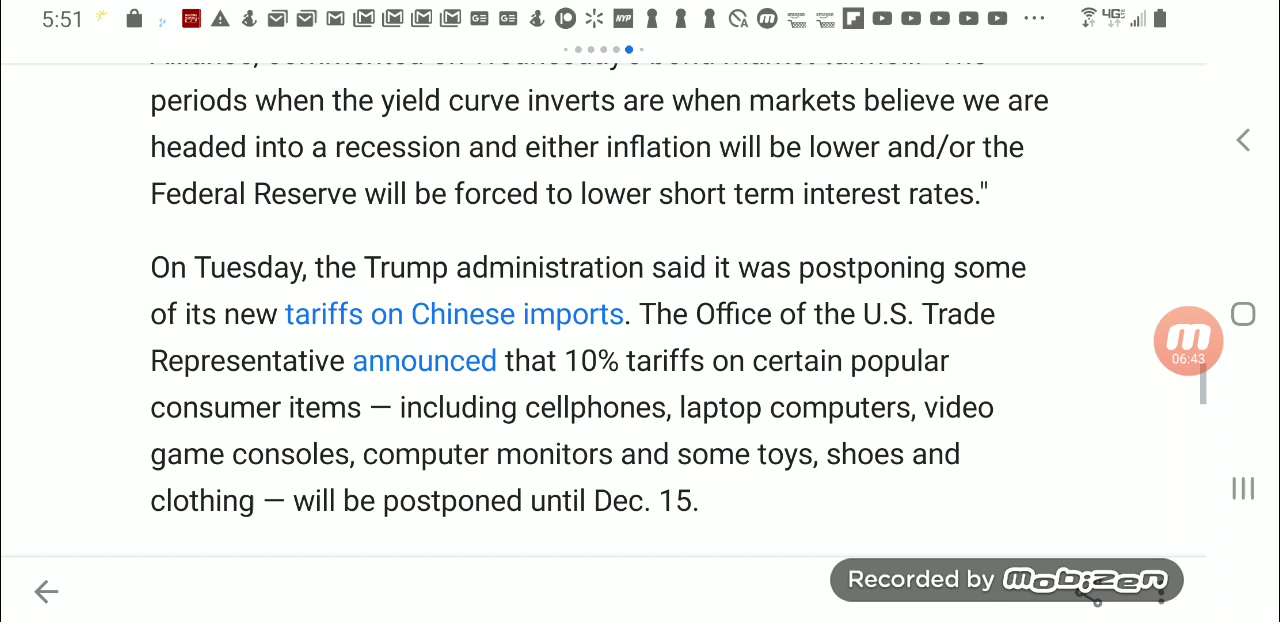 5:51
NYP
4GE
periods when the yield curve inverts are when markets believe we are
headed into a recession and either inflation will be lower and/or the
Federal Reserve will be forced to lower short term interest rates."
On Tuesday, the Trump administration said it was postponing some
of its new tariffs on Chinese imports. The Office of the U.S. Trade
Representative announced that 10% tariffs on certain popular
consumer items — including cellphones, laptop computers, video
game consoles, computer monitors and some toys, shoes and
clothing — will be postponed until Dec. 15.
06:43
Recorded by mobizen